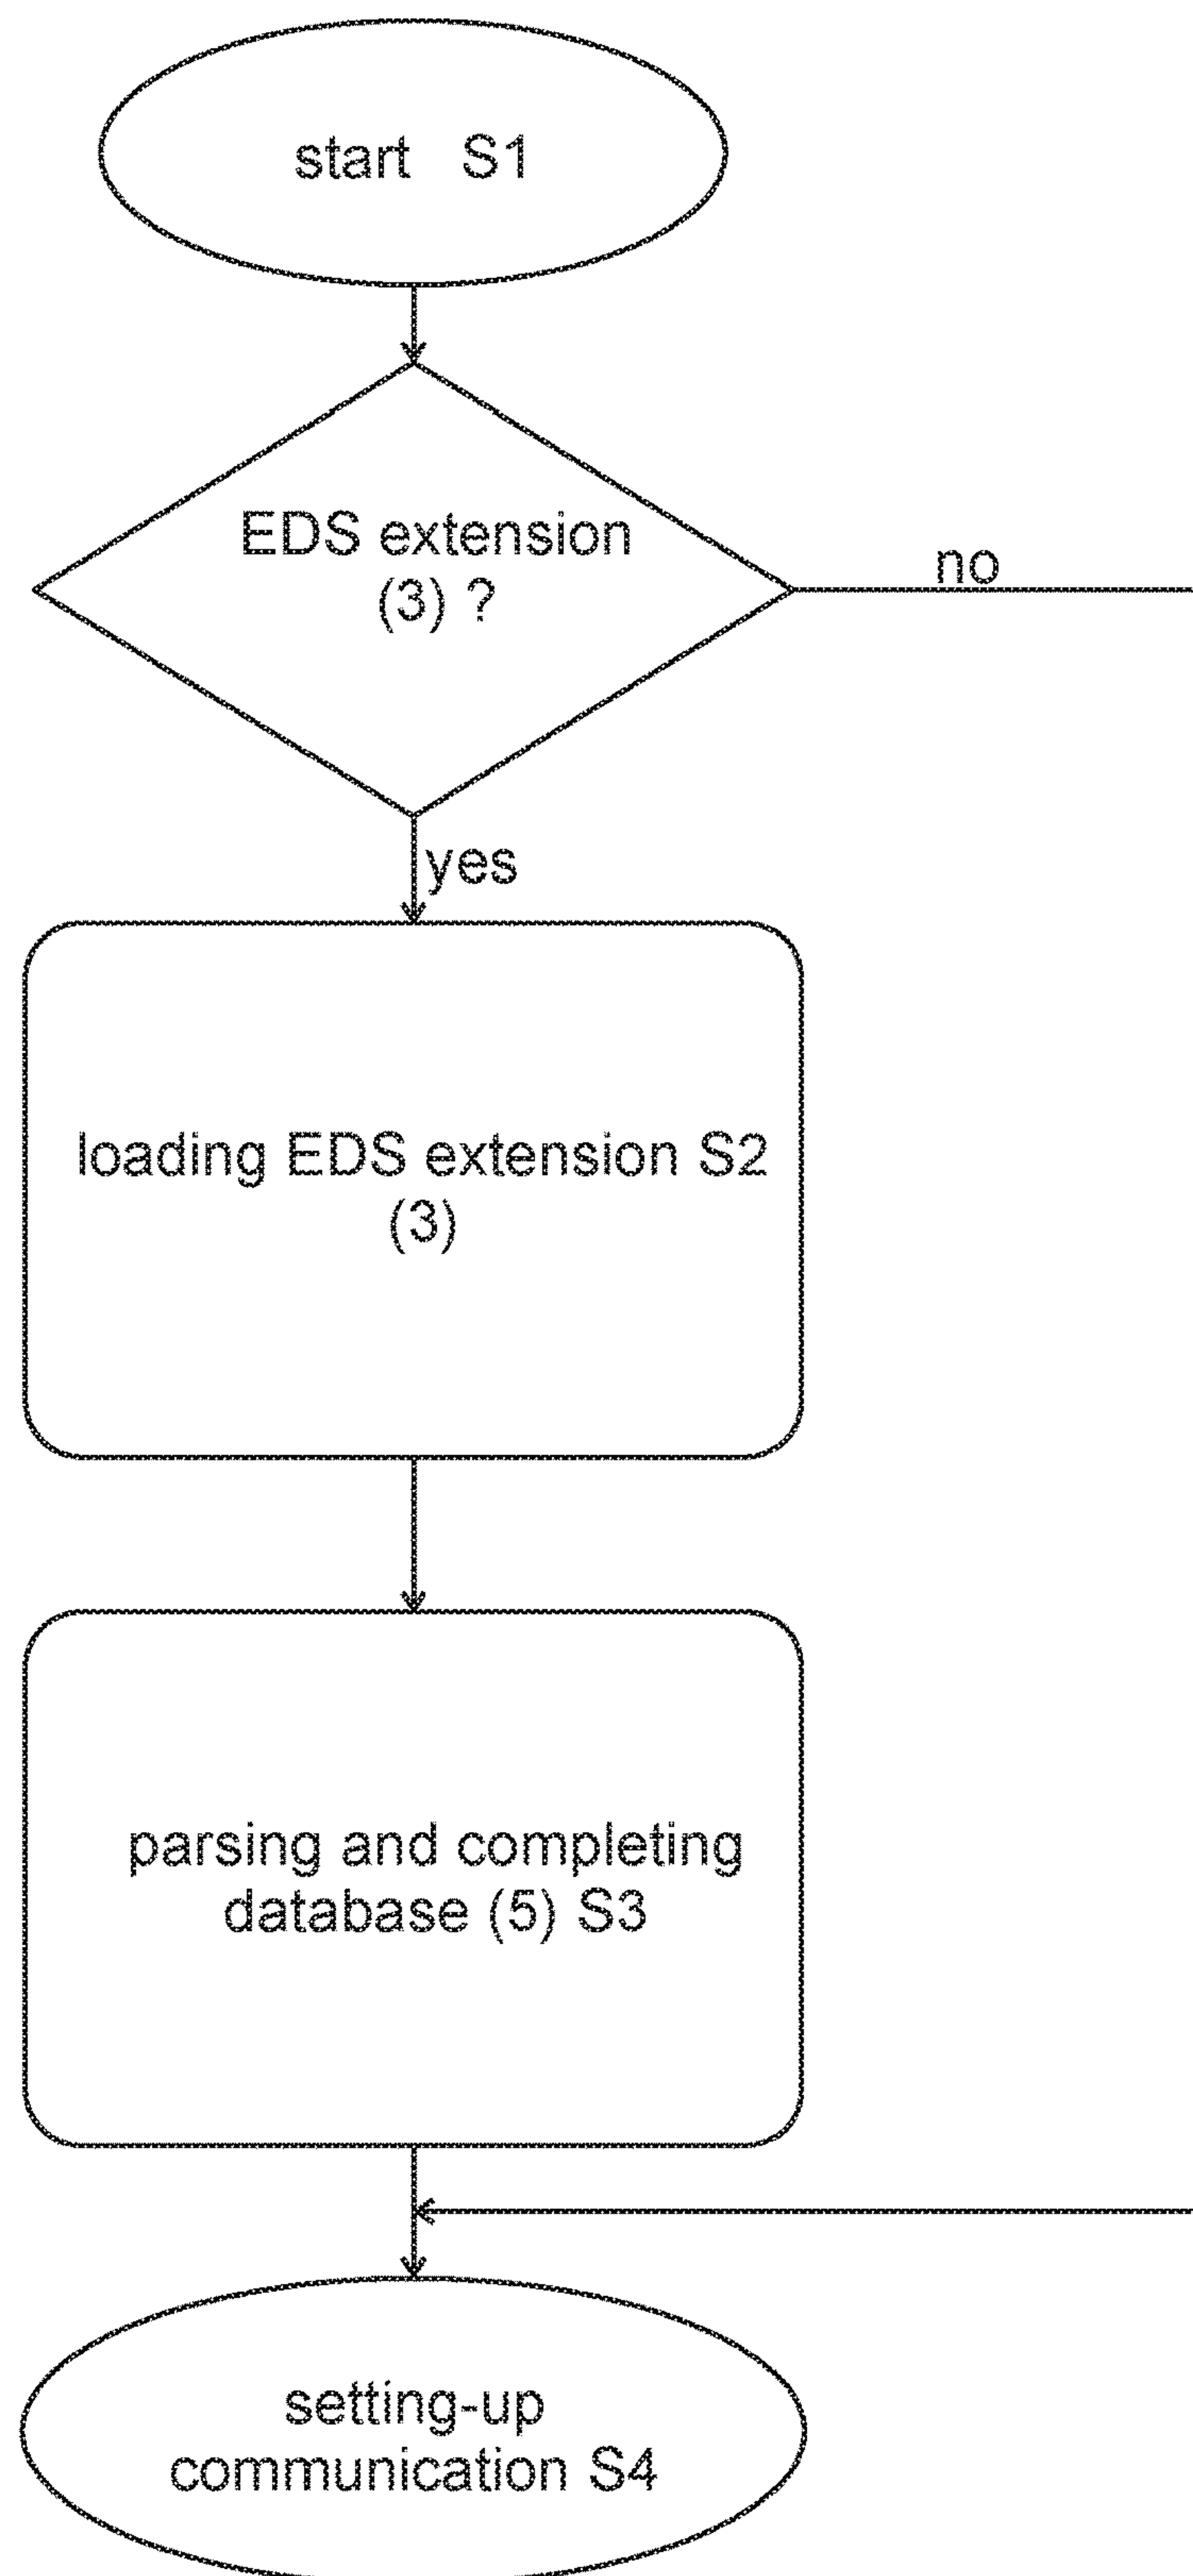 start S1
EDS extension
(3) ?
no
yes
loading EDS extension S2
(3)
parsing and completing
database (5) S3
setting-up
communication S4